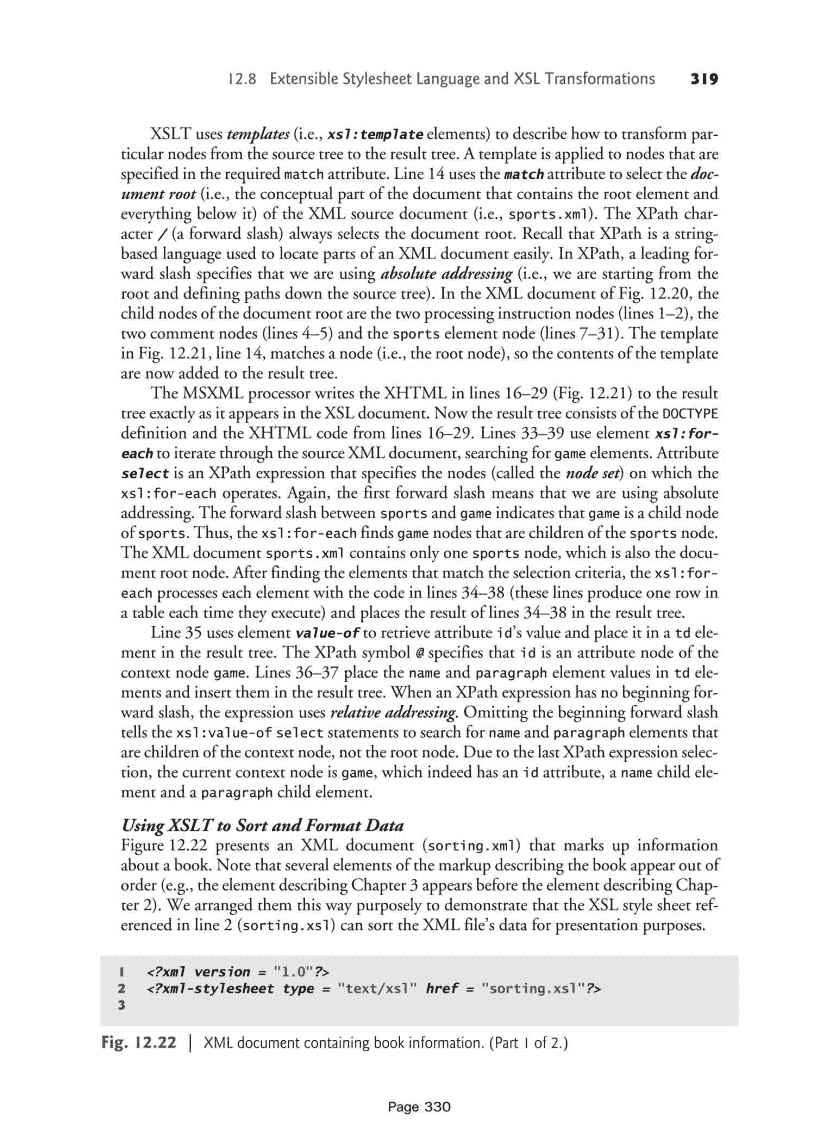 12.8 Extensible Stylesheet Language and XSL Transformations 319
XSLT uses templates (i.e., xsl:template elements) to describe how to transform par-
ticular nodes from the source tree to the result tree. A template is applied to nodes that are
specified in the required match attribute. Line 14 uses the match attribute to select the doc-
ument root (i.e., the conceptual part of the document that contains the root element and
everything below it) of the XML source document (i.e., sports.xml). The XPath char-
acter / (a forward slash) always selects the document root. Recall that XPath is a string-
based language used to locate parts of an XML document easily. In XPath, a leading for-
ward slash specifies that we are using absolute addressing (i.e., we are starting from the
root and defining paths down the source tree). In the XML document of Fig. 12.20, the
child nodes of the document root are the two processing instruction nodes (lines 1–2), the
two comment nodes (lines 4–5) and the sports element node (lines 7–31). The template
in Fig. 12.21, line 14, matches a node (i.e., the root node), so the contents of the template
are now added to the result tree.
The MSXML processor writes the XHTML in lines 16–29 (Fig. 12.21) to the result
tree exactly as it appears in the XSL document. Now the result tree consists of the DOCTYPE
definition and the XHTML code from lines 16–29. Lines 33–39 use element xsl:for-
each to iterate through the source XML document, searching for game elements. Attribute
select is an XPath expression that specifies the nodes (called the node set) on which the
xsl:for-each operates. Again, the first forward slash means that we are using absolute
addressing. The forward slash between sports and game indicates that game is a child node
of sports. Thus, the xsl:for-each finds game nodes that are children of the sports node.
The XML document sports.xml contains only one sports node, which is also the docu-
ment root node. After finding the elements that match the selection criteria, the xsl:for-
each processes each element with the code in lines 34–38 (these lines produce one row in
a table each time they execute) and places the result of lines 34–38 in the result tree.
Line 35 uses element value-of to retrieve attribute id's value and place it in a td ele-
ment in the result tree. The XPath symbol @ specifies that id is an attribute node of the
context node game. Lines 36–37 place the name and paragraph element values in td ele-
ments and insert them in the result tree. When an XPath expression has no beginning for-
ward slash, the expression uses relative addressing. Omitting the beginning forward slash
tells the xsl:value-of select statements to search for name and paragraph elements that
are children of the context node, not the root node. Due to the last XPath expression selec-
tion, the current context node is game, which indeed has an id attribute, a name child ele-
ment and a paragraph child element.
Using XSLT to Sort and Format Data
Figure 12.22 presents an XML document (sorting.xml) that marks up information
about a book. Note that several elements of the markup describing the book appear out of
order (e.g., the element describing Chapter 3 appears before the element describing Chap-
ter 2). We arranged them this way purposely to demonstrate that the XSL style sheet ref-
erenced in line 2 (sorting.xsl) can sort the XML file's data for presentation purposes.
1 <?xml version = "1.0"?>
2 <?xml-stylesheet type = "text/xsl" href = "sorting.xsl"?>
3
Fig. 12.22 | XML document containing book information. (Part 1 of 2.)
Page 330